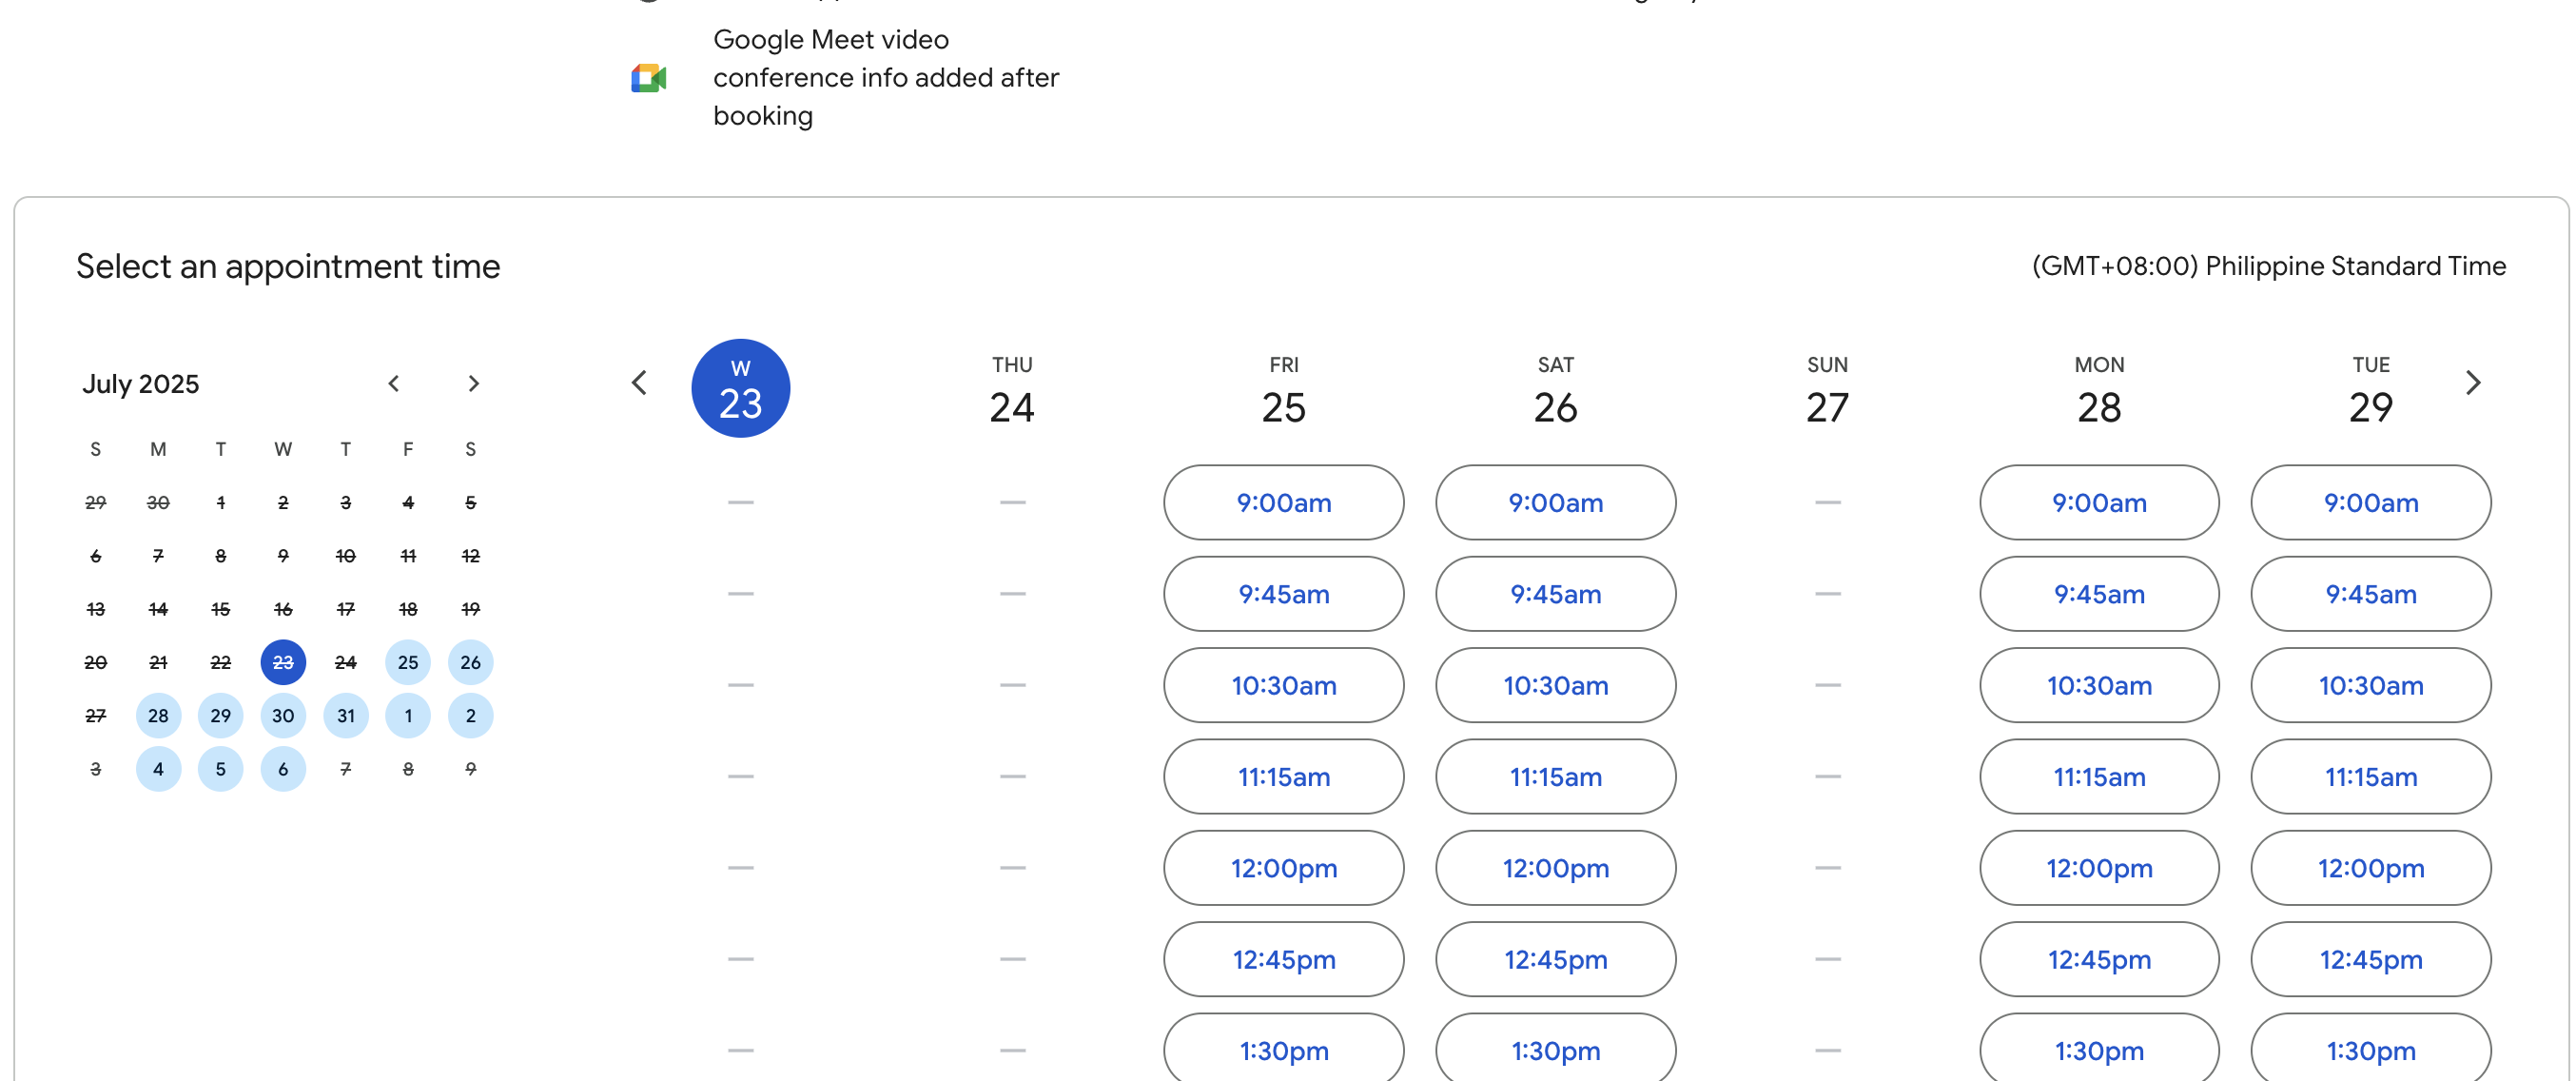 Google Meet video
conference info added after
booking
Select an appointment time
(GMT+08:00) Philippine Standard Time
July 2025
S M T W T F S
29 30 1 2 3 4 5
6 7 8 9 10 11 12
13 14 15 16 17 18 19
20 21 22 23 24 25 26
27 28 29 30 31 1 2
3 4 5 6 7 8 9
W THU FRI SAT SUN MON TUE
23 24 25 26 27 28 29
— — 9:00am 9:00am — 9:00am 9:00am
— — 9:45am 9:45am — 9:45am 9:45am
— — 10:30am 10:30am — 10:30am 10:30am
— — 11:15am 11:15am — 11:15am 11:15am
— — 12:00pm 12:00pm — 12:00pm 12:00pm
— — 12:45pm 12:45pm — 12:45pm 12:45pm
— — 1:30pm 1:30pm — 1:30pm 1:30pm